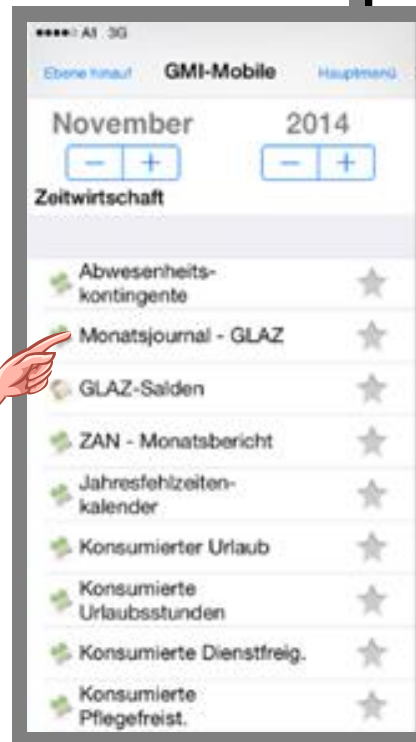 A1 3G
Ebene hinauf GMI-Mobile Hauptmenü
November 2014
- + - +
Zeitwirtschaft
Abwesenheits-
kontingente
Monatsjournal - GLAZ
GLAZ-Salden
ZAN - Monatsbericht
Jahresfehlzeiten-
kalender
Konsumierter Urlaub
Konsumierte
Urlaubsstunden
Konsumierte Dienstfreig.
Konsumierte
Pflegefreist.